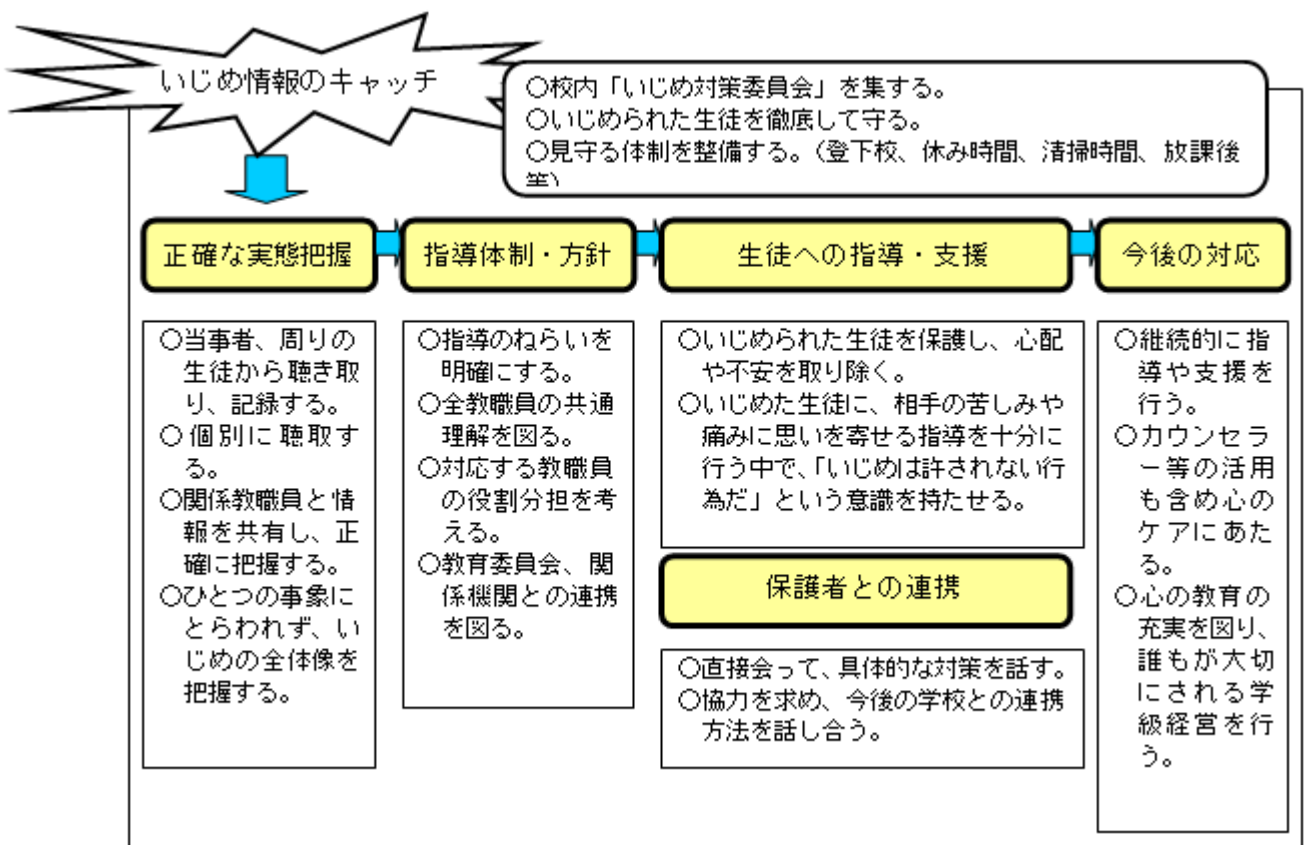 いじめ情報のキャッチ
〇校内「いじめ対策委員会」を集する。
〇いじめられた生徒を徹底して守る。
〇見守る体制を整備する。（登下校、休み時間、清掃時間、放課後
等）
正確な実態把握
指導体制・方針
生徒への指導・支援
今後の対応
〇当事者、周りの
生徒から聴き取
り、記録する。
〇個別に聴取す
る。
〇関係教職員と情
報を共有し、正
確に把握する。
〇ひとつの事象に
とらわれず、い
じめの全体像を
把握する。
〇指導のねらいを
明確にする。
〇全教職員の共通
理解を図る。
〇対応する教職員
の役割分担を考
える。
〇教育委員会、関
係機関との連携
を図る。
〇いじめられた生徒を保護し、心配
や不安を取り除く。
〇いじめた生徒に、相手の苦しみや
痛みに思いを寄せる指導を十分に
行う中で、「いじめは許されない行
為だ」という意識を持たせる。
保護者との連携
〇直接会って、具体的な対策を話す。
〇協力を求め、今後の学校との連携
方法を話し合う。
〇継続的に指
導や支援を
行う。
〇カウンセラ
ー等の活用
も含め心の
ケアにあた
る。
〇心の教育の
充実を図り、
誰もが大切
にされる学
級経営を行
う。